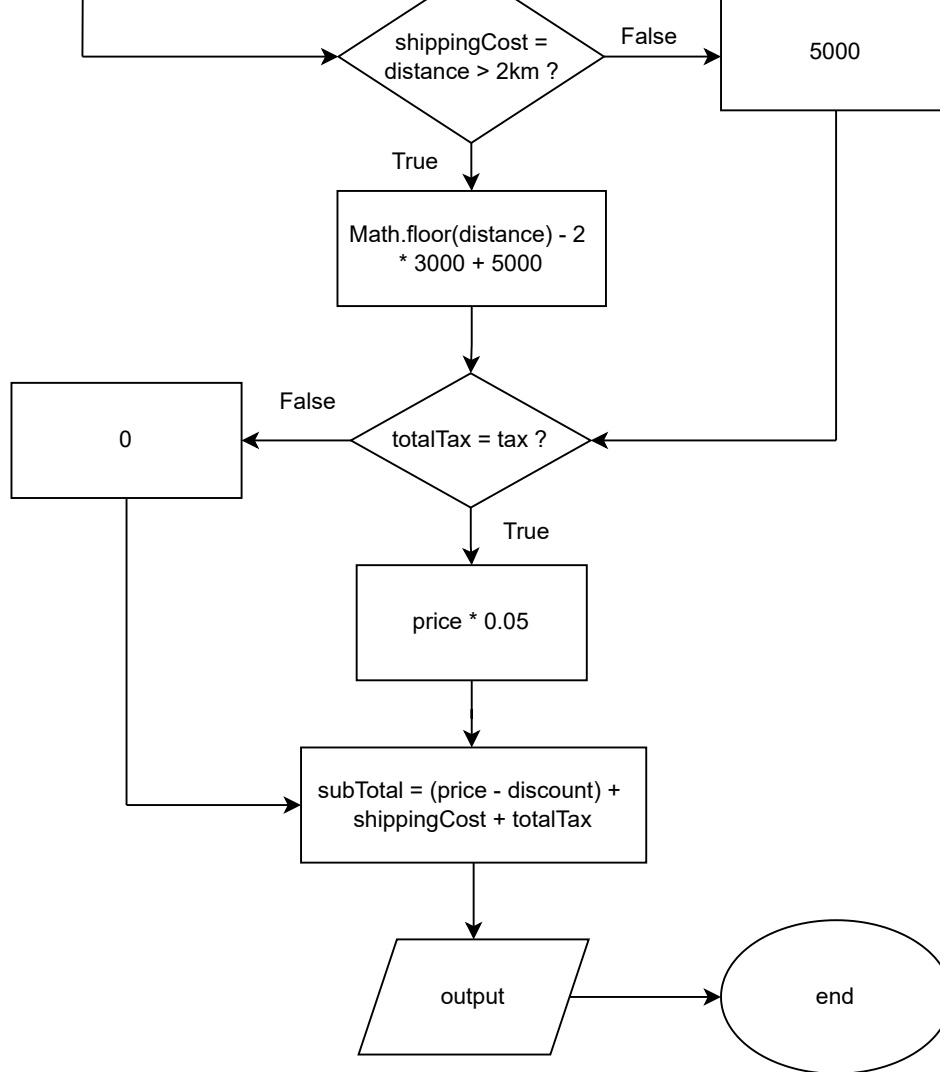 shippingCost =
distance > 2km ?
False
5000
True
Math.floor(distance) - 2
* 3000 + 5000
False
0
totalTax = tax ?
True
price * 0.05
subTotal = (price - discount) +
shippingCost + totalTax
output
end